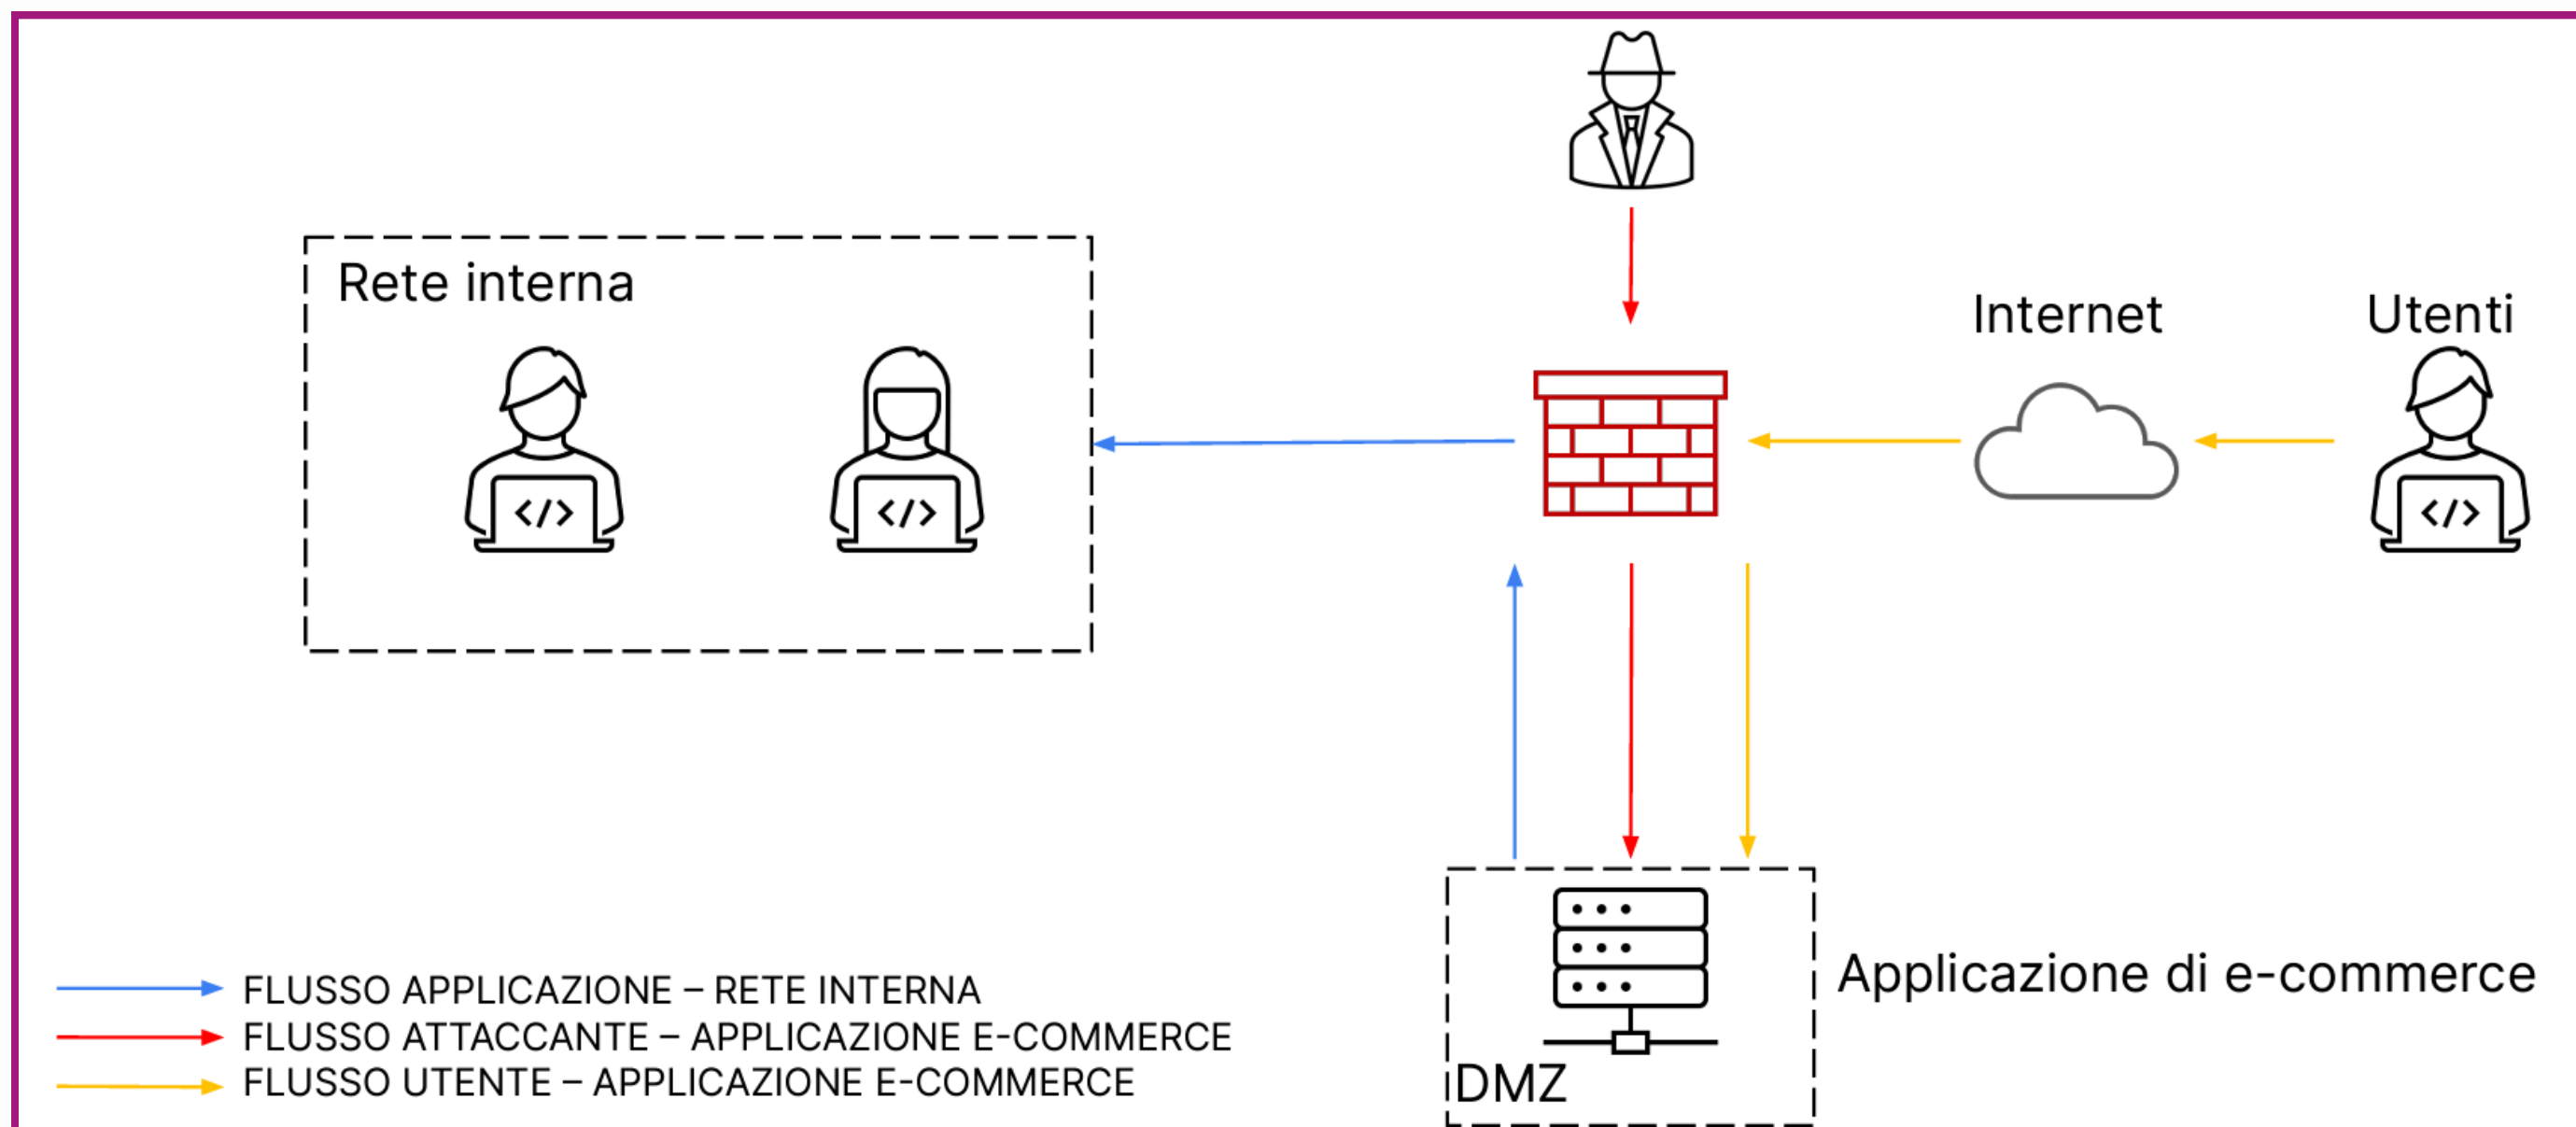 Rete interna
Internet
Utenti
</>
</>
</>
Applicazione di e-commerce
DMZ
FLUSSO APPLICAZIONE – RETE INTERNA
FLUSSO ATTACCANTE – APPLICAZIONE E-COMMERCE
FLUSSO UTENTE – APPLICAZIONE E-COMMERCE